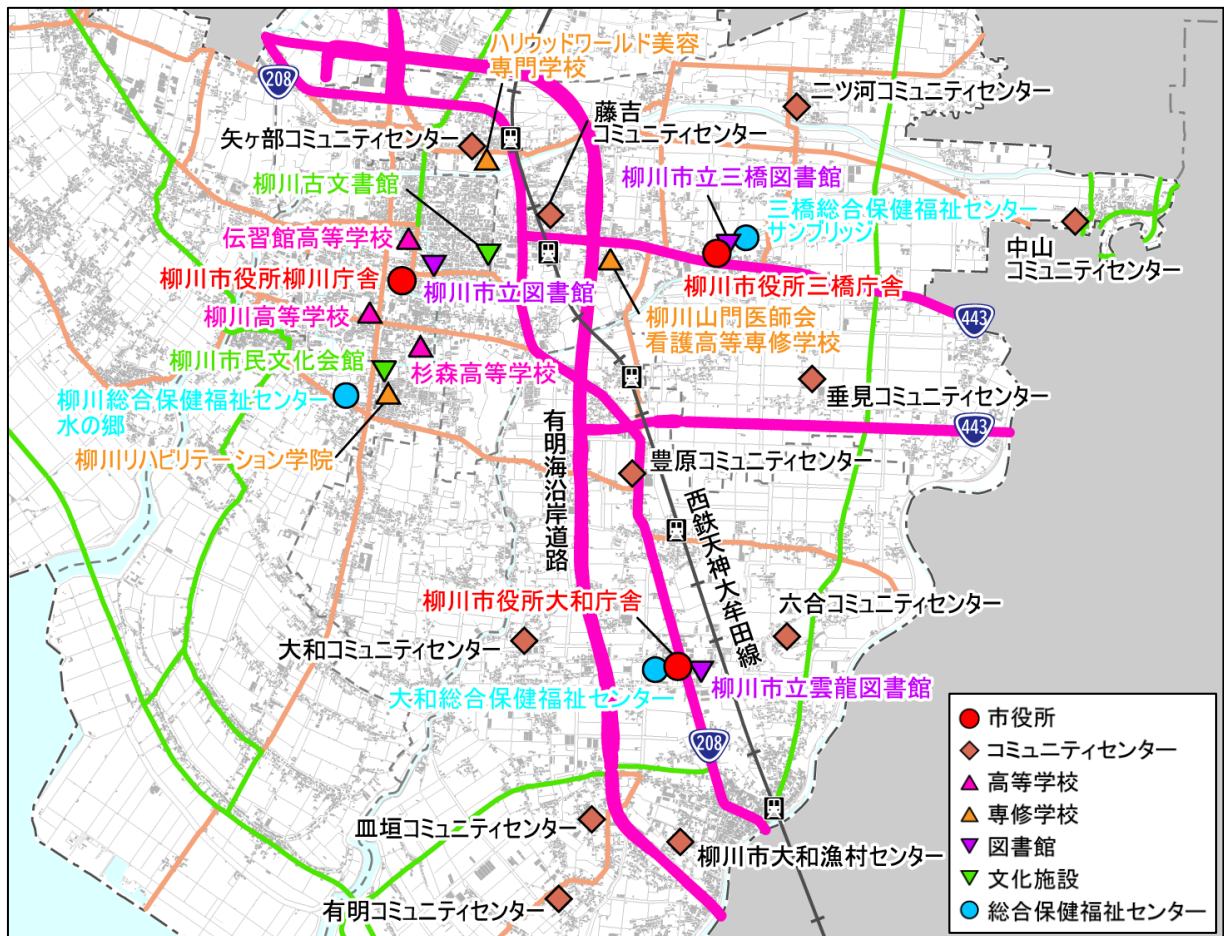 ハリウッドワールド美容
専門学校
208
藤吉
コミュニティセンター
二ツ河コミュニティセンター
矢ヶ部コミュニティセンター
柳川古文書館
柳川市立三橋図書館
三橋総合保健福祉センター
サンブリッジ
伝習館高等学校
中山
コミュニティセンター
柳川市役所柳川庁舎
柳川市立図書館
柳川市役所三橋庁舎
柳川高等学校
柳川山門医師会
看護高等専修学校
443
柳川市民文化会館
杉森高等学校
垂見コミュニティセンター
柳川総合保健福祉センター
水の郷
443
柳川リハビリテーション学院
有明海沿岸道路
豊原コミュニティセンター
西鉄天神大牟田線
柳川市役所大和庁舎
六合コミュニティセンター
大和コミュニティセンター
大和総合保健福祉センター
柳川市立雲龍図書館
208
皿垣コミュニティセンター
柳川市大和漁村センター
有明コミュニティセンター
市役所
コミュニティセンター
高等学校
専修学校
図書館
文化施設
総合保健福祉センター